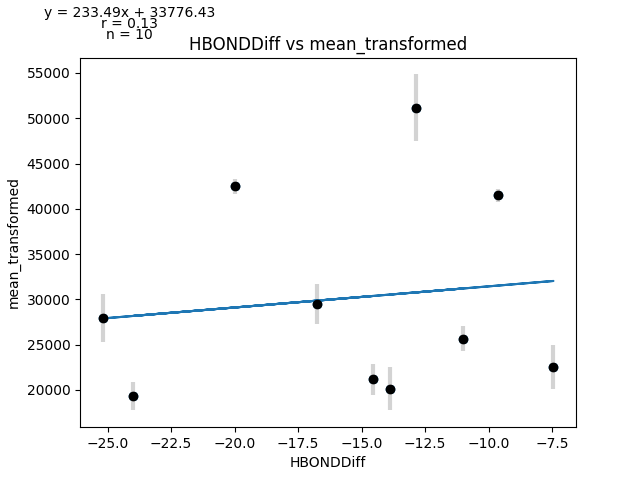 y = 233.49x + 33776.43
r = 0.13
n = 10
HBONDDiff vs mean_transformed
55000
50000
45000
40000
35000
30000
25000
20000
mean_transformed
−25.0 −22.5 −20.0 −17.5 −15.0 −12.5 −10.0 −7.5
HBONDDiff